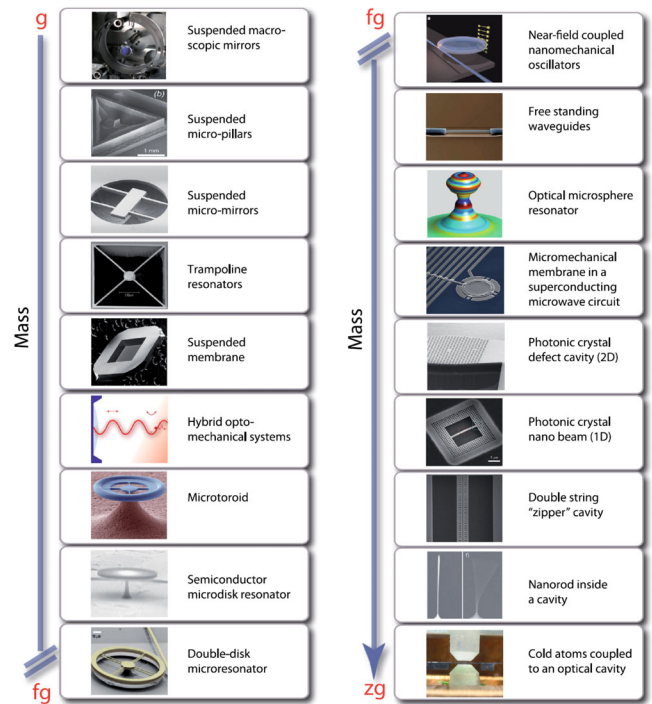 g
Suspended macro-
scopic mirrors
(b)
1 mm
Suspended
micro-pillars
Suspended
micro-mirrors
Trampoline
resonators
Mass
Suspended
membrane
Hybrid opto-
mechanical systems
Microtoroid
Semiconductor
microdisk resonator
Double-disk
microresonator
fg
fg
a
Near-field coupled
nanomechanical
oscillators
Free standing
waveguides
Optical microsphere
resonator
Micromechanical
membrane in a
superconducting
microwave circuit
Mass
Photonic crystal
defect cavity (2D)
Photonic crystal
nano beam (1D)
Double string
“zipper” cavity
Nanorod inside
a cavity
Cold atoms coupled
to an optical cavity
zg